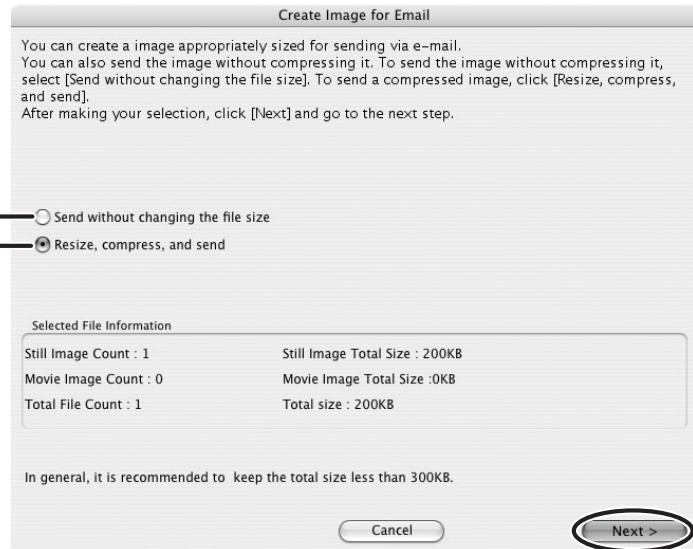 Create Image for Email
You can create a image appropriately sized for sending via e-mail.
You can also send the image without compressing it. To send the image without compressing it,
select [Send without changing the file size]. To send a compressed image, click [Resize, compress,
and send].
After making your selection, click [Next] and go to the next step.
Send without changing the file size
Resize, compress, and send
Selected File Information
Still Image Count : 1 Still Image Total Size : 200KB
Movie Image Count : 0 Movie Image Total Size :0KB
Total File Count : 1 Total size : 200KB
In general, it is recommended to keep the total size less than 300KB.
Cancel Next >